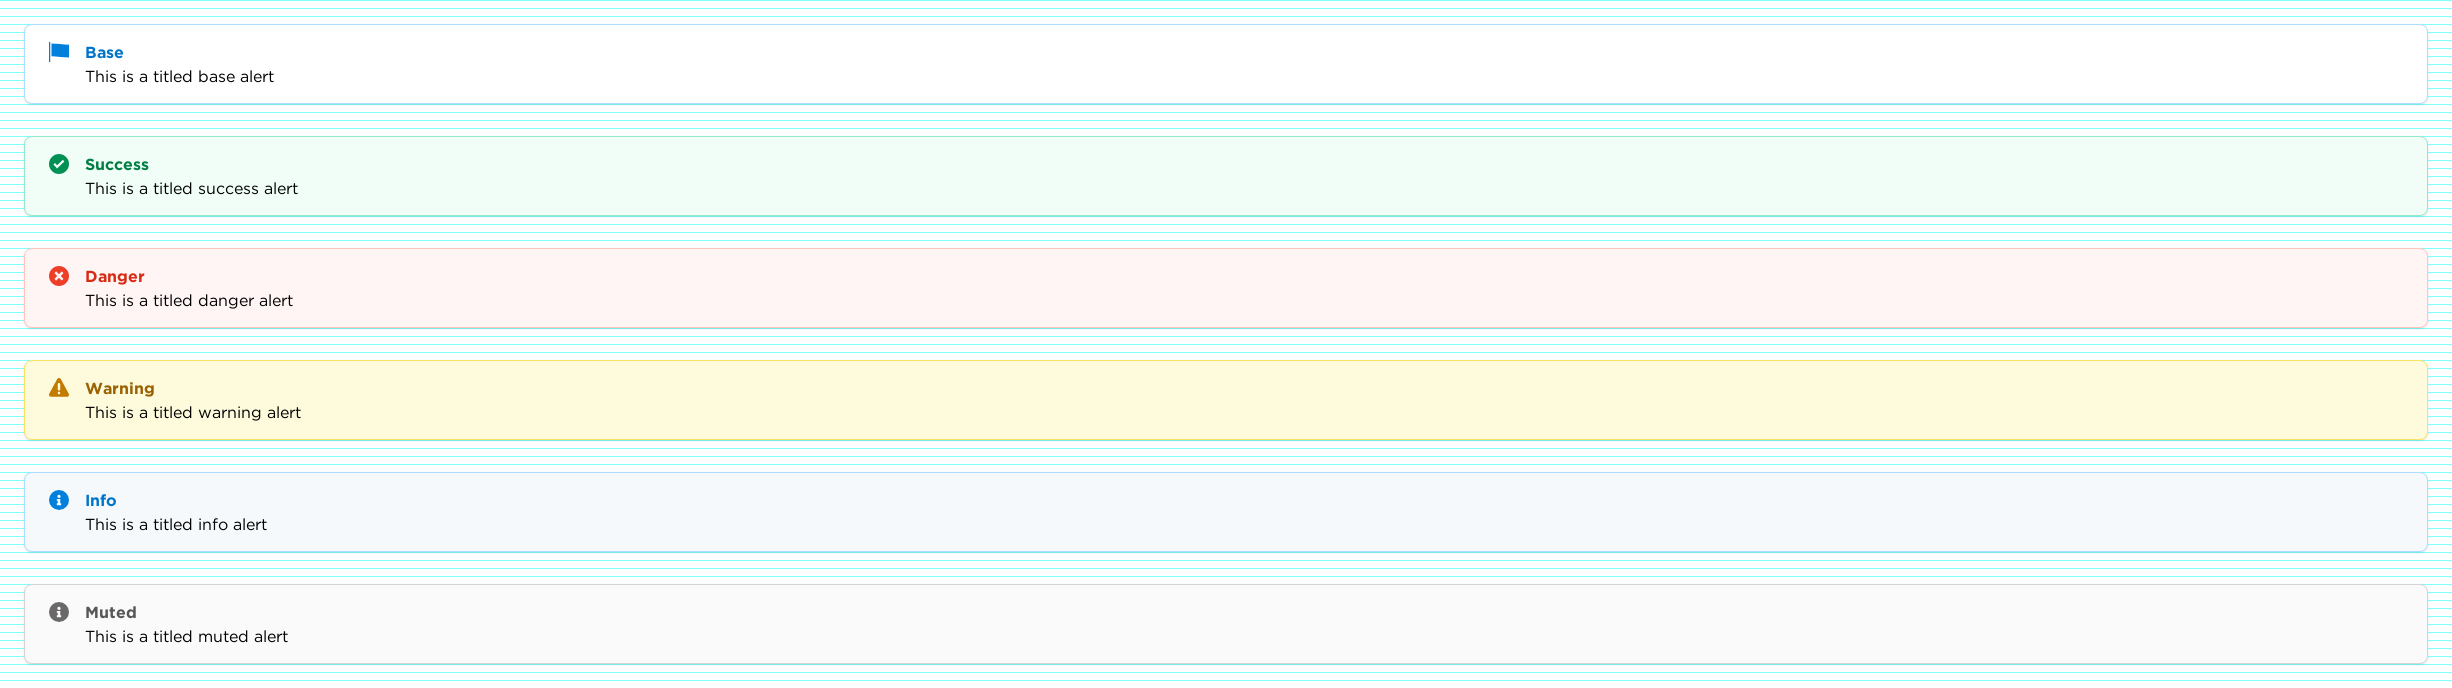 Base
This is a titled base alert
Success
This is a titled success alert
Danger
This is a titled danger alert
Warning
This is a titled warning alert
Info
This is a titled info alert
Muted
This is a titled muted alert